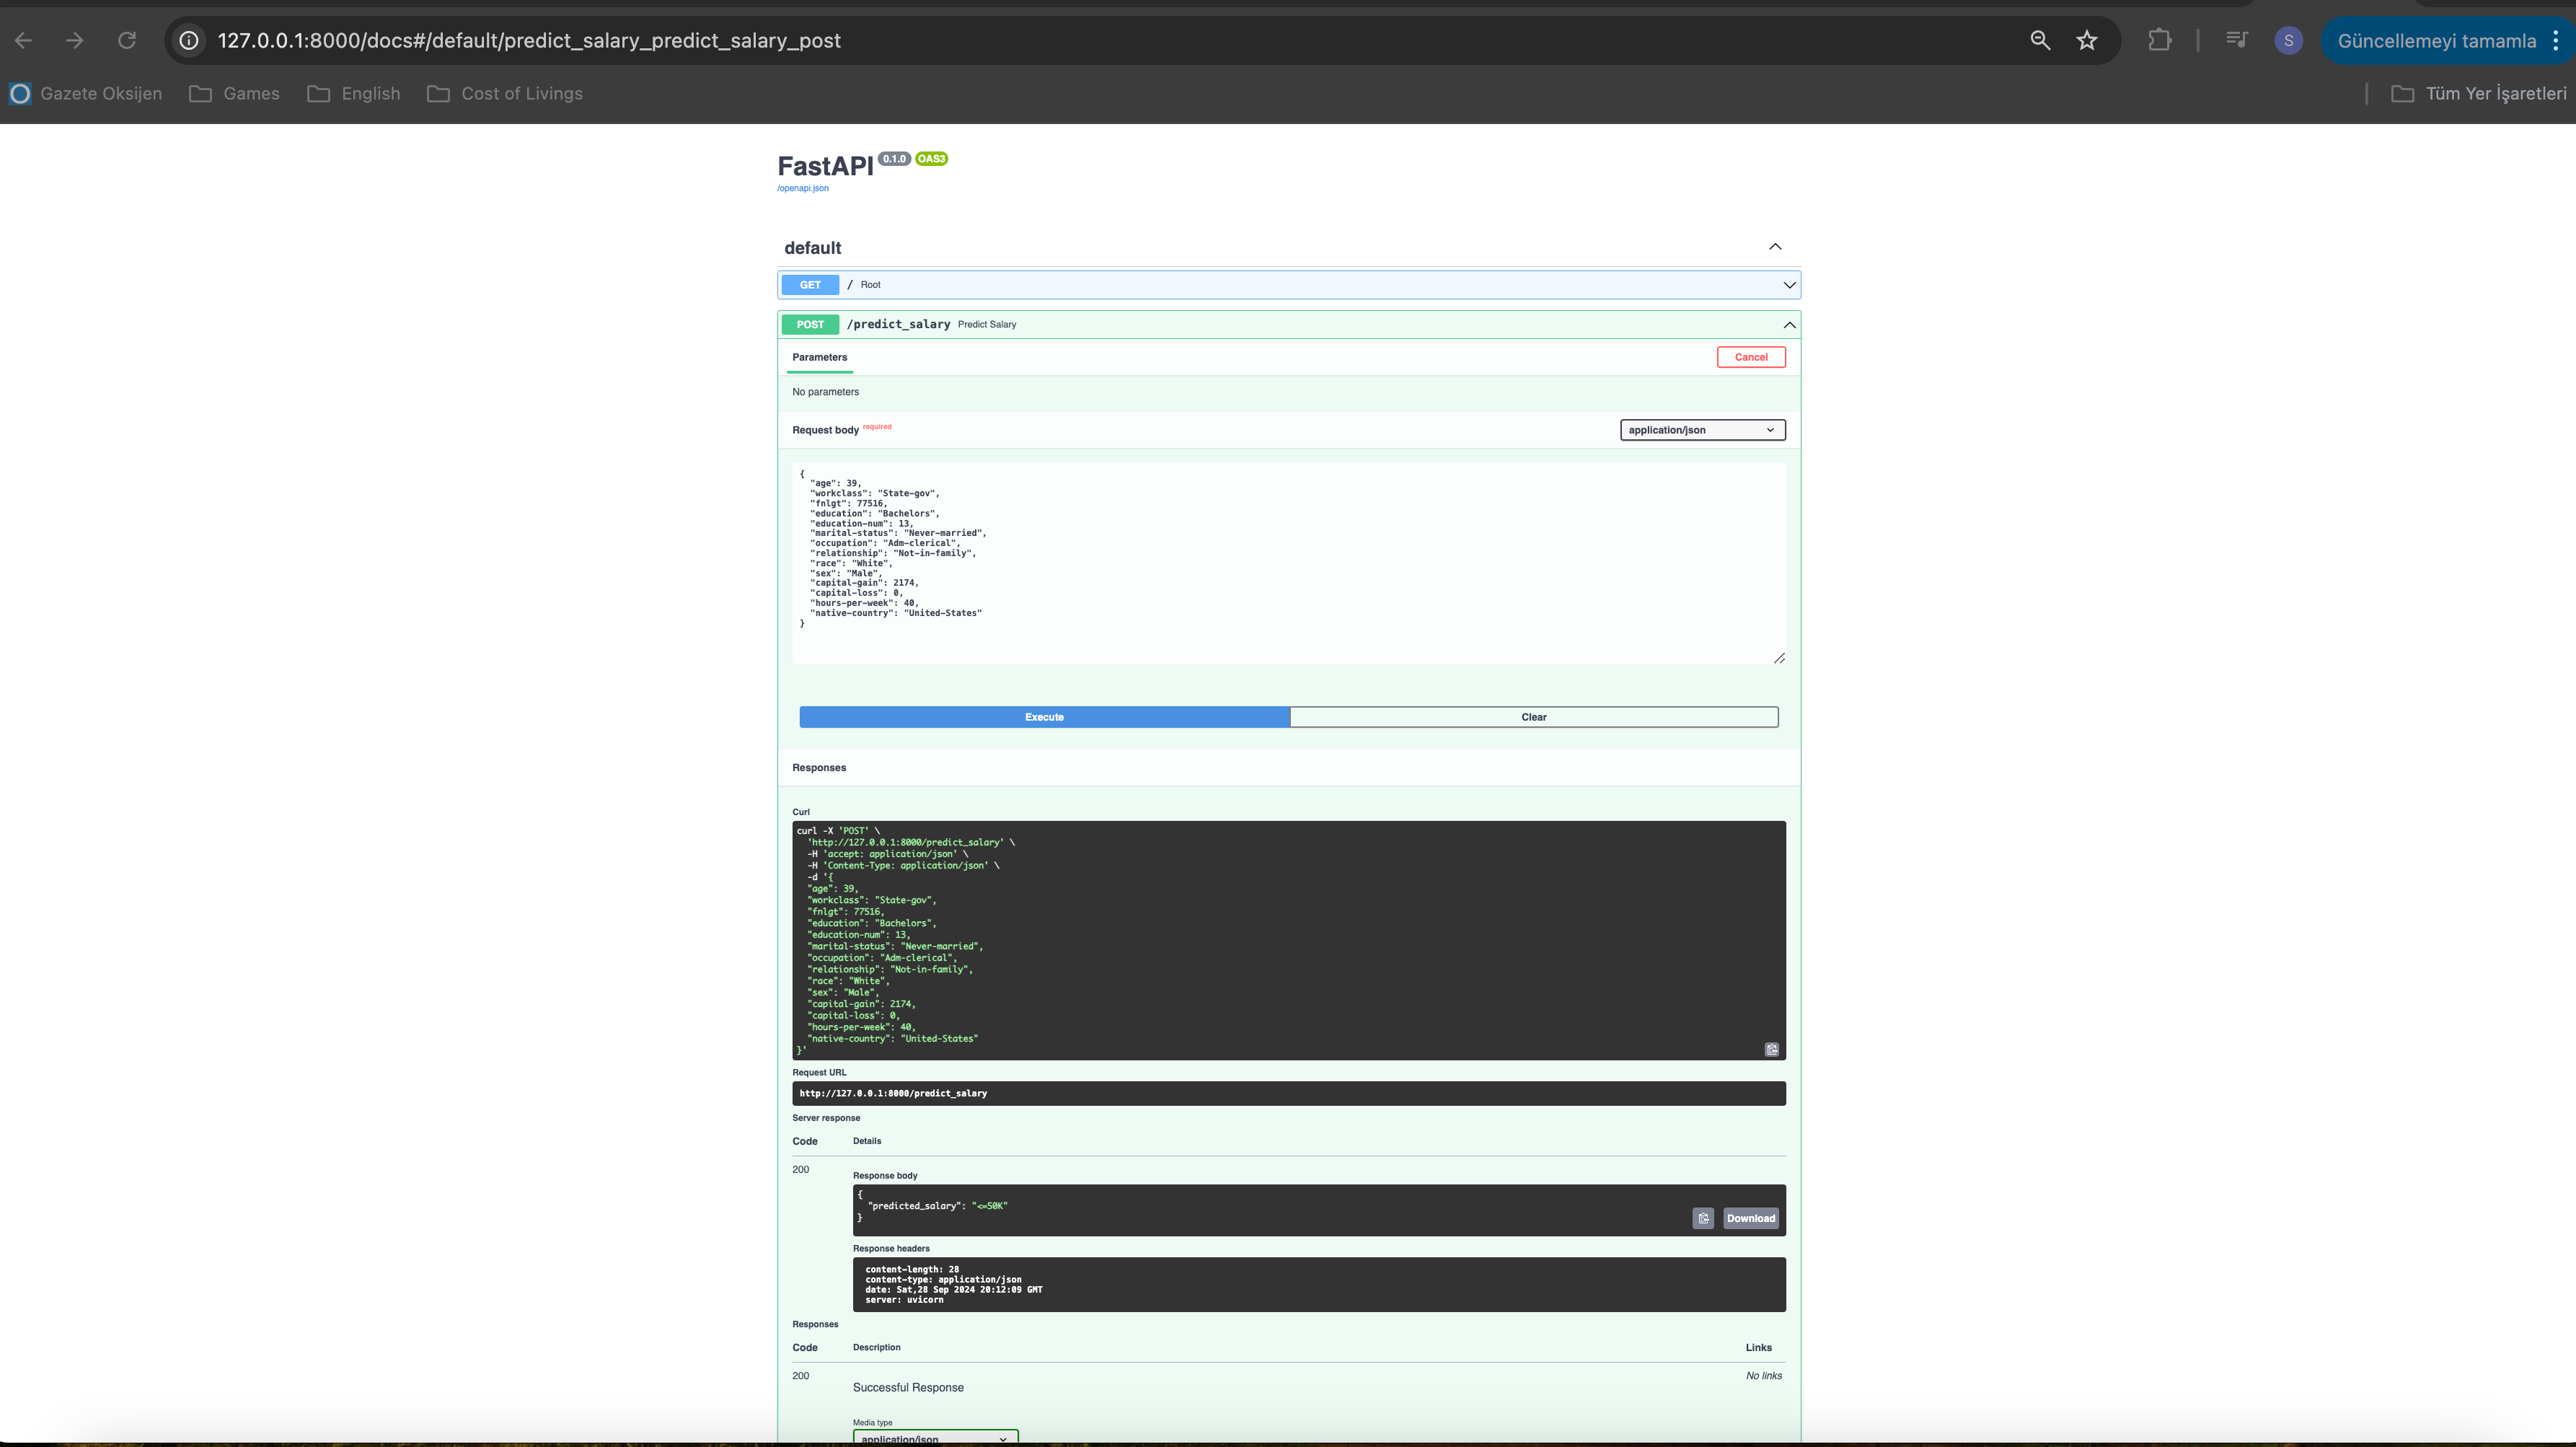 127.0.0.1:8000/docs#/default/predict_salary_predict_salary_post
S
Güncellemeyi tamamla
Gazete Oksijen
Games
English
Cost of Livings
Tüm Yer İşaretleri
FastAPI 0.1.0 OAS3
/openapi.json
default
GET / Root
POST /predict_salary Predict Salary
Parameters
Cancel
No parameters
Request body required
application/json
{
"age": 39,
"workclass": "State-gov",
"fnlgt": 77516,
"education": "Bachelors",
"education-num": 13,
"marital-status": "Never-married",
"occupation": "Adm-clerical",
"relationship": "Not-in-family",
"race": "White",
"sex": "Male",
"capital-gain": 2174,
"capital-loss": 0,
"hours-per-week": 40,
"native-country": "United-States"
}
Execute
Clear
Responses
Curl
curl -X 'POST' \
'http://127.0.0.1:8000/predict_salary' \
-H 'accept: application/json' \
-H 'Content-Type: application/json' \
-d '{
"age": 39,
"workclass": "State-gov",
"fnlgt": 77516,
"education": "Bachelors",
"education-num": 13,
"marital-status": "Never-married",
"occupation": "Adm-clerical",
"relationship": "Not-in-family",
"race": "White",
"sex": "Male",
"capital-gain": 2174,
"capital-loss": 0,
"hours-per-week": 40,
"native-country": "United-States"
}'
Request URL
http://127.0.0.1:8000/predict_salary
Server response
Code Details
200
Response body
{
"predicted_salary": "<=50K"
}
Download
Response headers
content-length: 28
content-type: application/json
date: Sat,28 Sep 2024 20:12:09 GMT
server: uvicorn
Responses
Code Description Links
200 No links
Successful Response
Media type
application/json